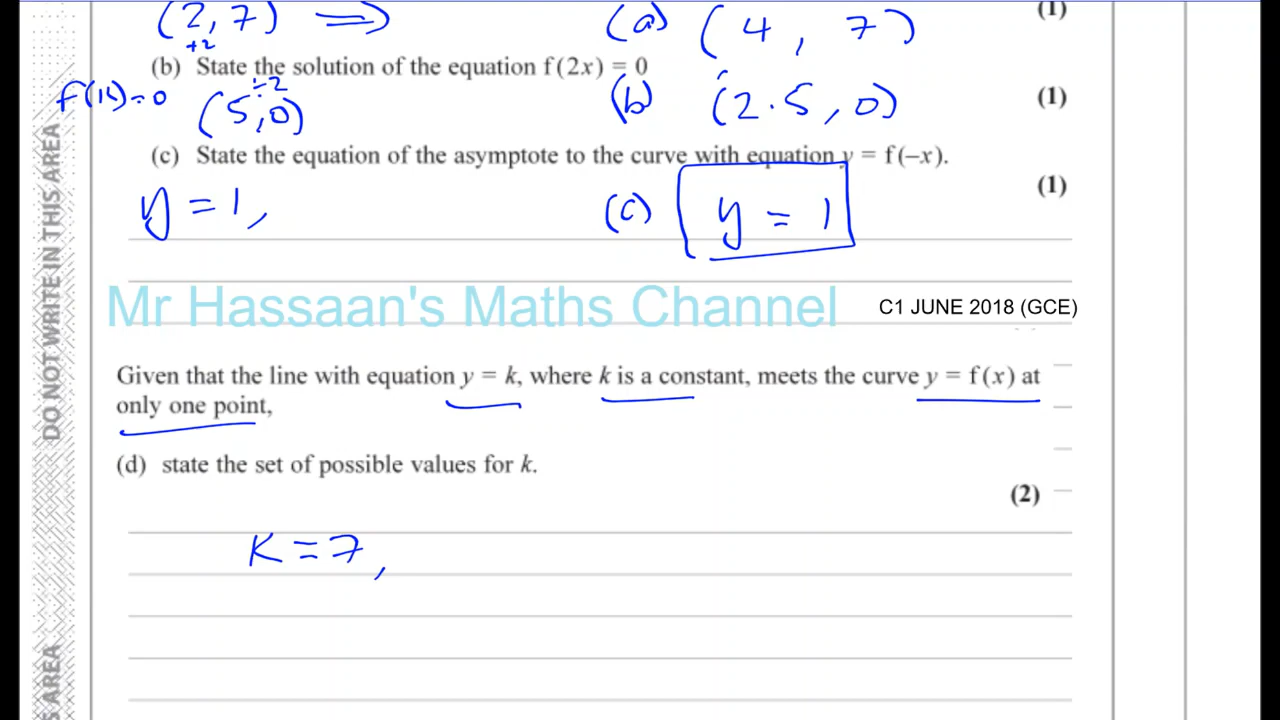 (2, 7) ⟹ (a) (4, 7) (1)
+2
(b) State the solution of the equation f(2x) = 0
÷2
(5, 0) (b) (2.5, 0) (1)
(c) State the equation of the asymptote to the curve with equation y = f(–x).
(1)
y = 1, (c) y = 1
Mr Hassaan's Maths Channel C1 JUNE 2018 (GCE)
Given that the line with equation y = k, where k is a constant, meets the curve y = f(x) at
only one point,
(d) state the set of possible values for k.
(2)
K = 7,
DO NOT WRITE IN THIS AREA
S AREA